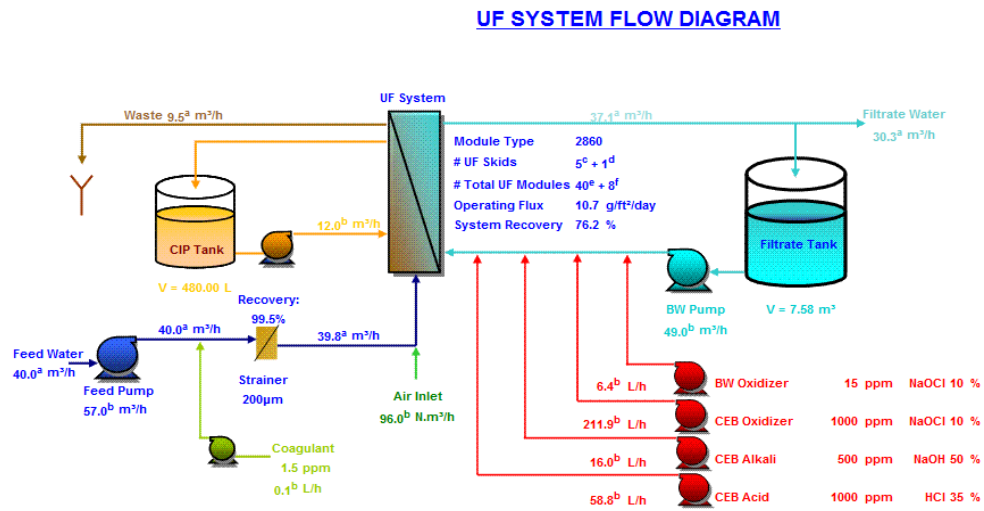 UF SYSTEM FLOW DIAGRAM
UF System
Waste 9.5ᵃ m³/h
37.1ᵃ m³/h
Filtrate Water
30.3ᵃ m³/h
Module Type 2860
# UF Skids 5ᶜ + 1ᵈ
# Total UF Modules 40ᵉ + 8ᶠ
Operating Flux 10.7 g/ft²/day
System Recovery 76.2 %
12.0ᵇ m³/h
CIP Tank
V = 480.00 L
Filtrate Tank
V = 7.58 m³
BW Pump
49.0ᵇ m³/h
Recovery:
99.5%
40.0ᵃ m³/h
39.8ᵃ m³/h
Feed Water
40.0ᵃ m³/h
Feed Pump
57.0ᵇ m³/h
Strainer
200µm
Air Inlet
96.0ᵇ N.m³/h
Coagulant
1.5 ppm
0.1ᵇ L/h
6.4ᵇ L/h BW Oxidizer 15 ppm NaOCl 10 %
211.9ᵇ L/h CEB Oxidizer 1000 ppm NaOCl 10 %
16.0ᵇ L/h CEB Alkali 500 ppm NaOH 50 %
58.8ᵇ L/h CEB Acid 1000 ppm HCl 35 %